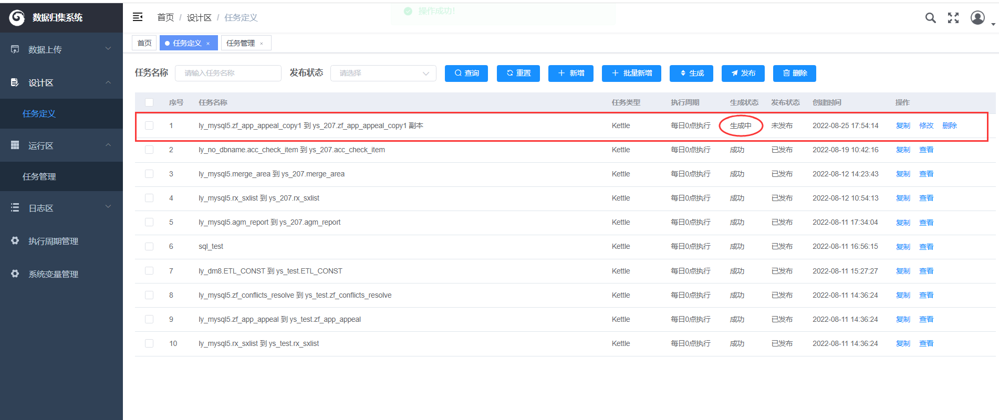 数据归集系统
首页 / 设计区 / 任务定义
操作成功!
首页
任务定义 ×
任务管理 ×
数据上传
设计区
任务定义
运行区
任务管理
日志区
执行周期管理
系统变量管理
任务名称 请输入任务名称 发布状态 请选择 查询 重置 新增 批量新增 生成 发布 删除
序号 任务名称 任务类型 执行周期 生成状态 发布状态 创建时间 操作
1 ly_mysql5.zf_app_appeal_copy1 到 ys_207.zf_app_appeal_copy1 副本 Kettle 每日0点执行 生成中 未发布 2022-08-25 17:54:14 复制 修改 删除
2 ly_no_dbname.acc_check_item 到 ys_207.acc_check_item Kettle 每日0点执行 成功 已发布 2022-08-19 10:42:16 复制 查看
3 ly_mysql5.merge_area 到 ys_207.merge_area Kettle 每日0点执行 成功 已发布 2022-08-12 14:23:43 复制 查看
4 ly_mysql5.rx_sxlist 到 ys_207.rx_sxlist Kettle 每日0点执行 成功 已发布 2022-08-12 10:54:13 复制 查看
5 ly_mysql5.agm_report 到 ys_207.agm_report Kettle 每日0点执行 成功 已发布 2022-08-11 17:34:04 复制 查看
6 sql_test Kettle 每日0点执行 成功 已发布 2022-08-11 16:56:15 复制 查看
7 ly_dm8.ETL_CONST 到 ys_test.ETL_CONST Kettle 每日0点执行 成功 已发布 2022-08-11 15:27:27 复制 查看
8 ly_mysql5.zf_conflicts_resolve 到 ys_test.zf_conflicts_resolve Kettle 每日0点执行 成功 已发布 2022-08-11 14:36:24 复制 查看
9 ly_mysql5.zf_app_appeal 到 ys_test.zf_app_appeal Kettle 每日0点执行 成功 已发布 2022-08-11 14:36:24 复制 查看
10 ly_mysql5.rx_sxlist 到 ys_test.rx_sxlist Kettle 每日0点执行 成功 已发布 2022-08-11 14:36:24 复制 查看